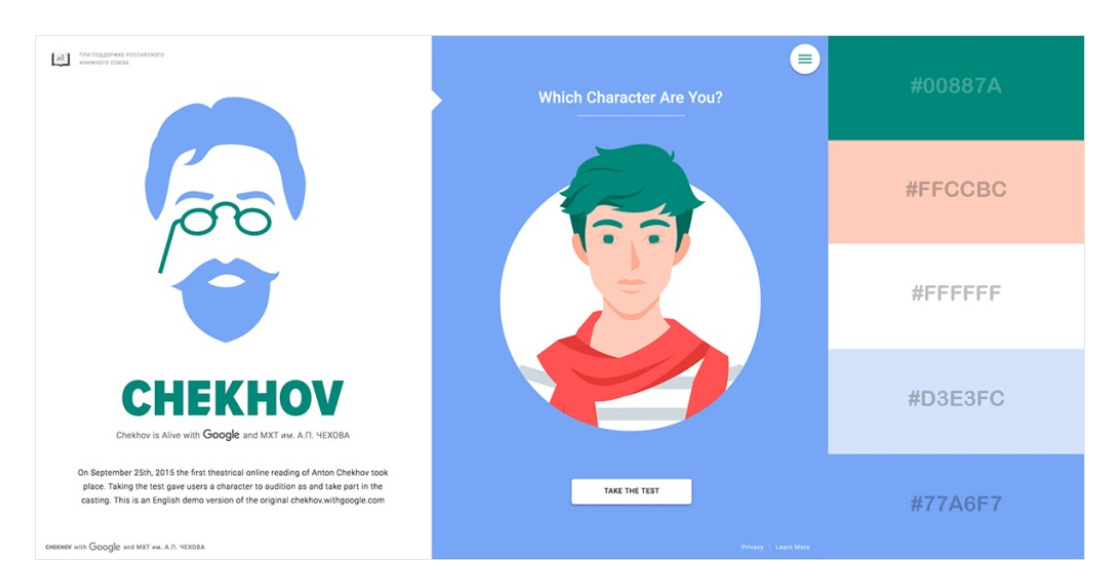 ПРИ ПОДДЕРЖКЕ РОССИЙСКОГО
КНИЖНОГО СОЮЗА
CHEKHOV
Chekhov is Alive with Google and МХТ им. А.П. ЧЕХОВА
On September 25th, 2015 the first theatrical online reading of Anton Chekhov took
place. Taking the test gave users a character to audition as and take part in the
casting. This is an English demo version of the original chekhov.withgoogle.com
CHEKHOV with Google and МХТ им. А.П. ЧЕХОВА
Which Character Are You?
TAKE THE TEST
Privacy | Learn More
#00887A
#FFCCBC
#FFFFFF
#D3E3FC
#77A6F7